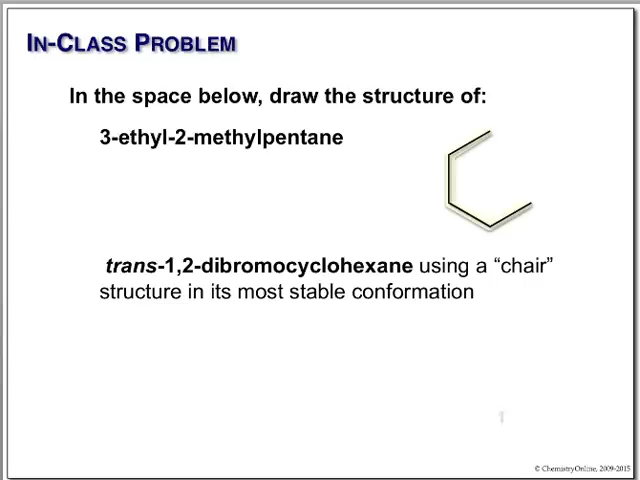 IN-CLASS PROBLEM
In the space below, draw the structure of:
3-ethyl-2-methylpentane
trans-1,2-dibromocyclohexane using a “chair”
structure in its most stable conformation
© ChemistryOnline, 2009-2015